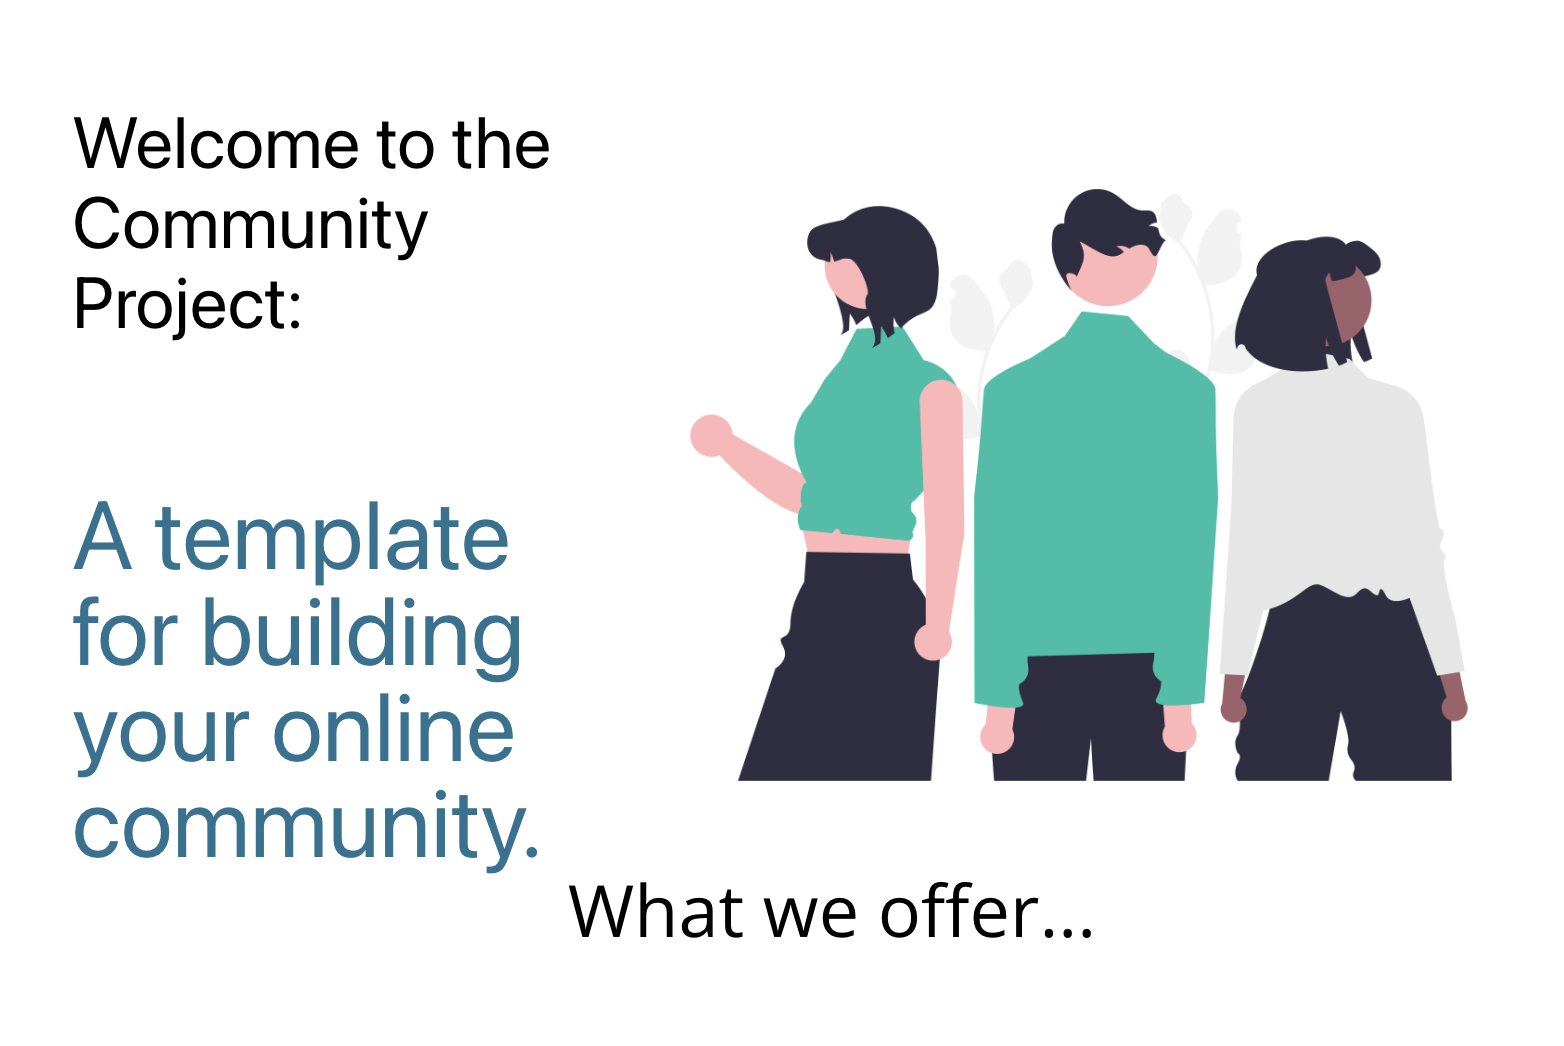 Welcome to the
Community
Project:
A template
for building
your online
community.
What we offer...